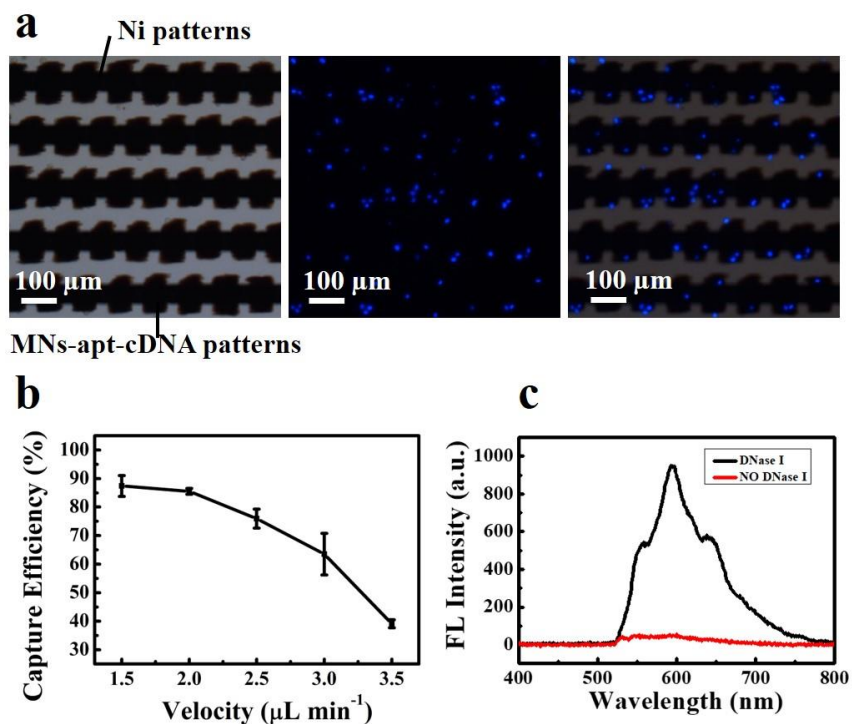 a
Ni patterns
100 µm
100 µm
100 µm
MNs-apt-cDNA patterns
b
Capture Efficiency (%)
100
90
80
70
60
50
40
30
1.5 2.0 2.5 3.0 3.5
Velocity (µL min⁻¹)
c
FL Intensity (a.u.)
1000
800
600
400
200
0
DNase I
NO DNase I
400 500 600 700 800
Wavelength (nm)